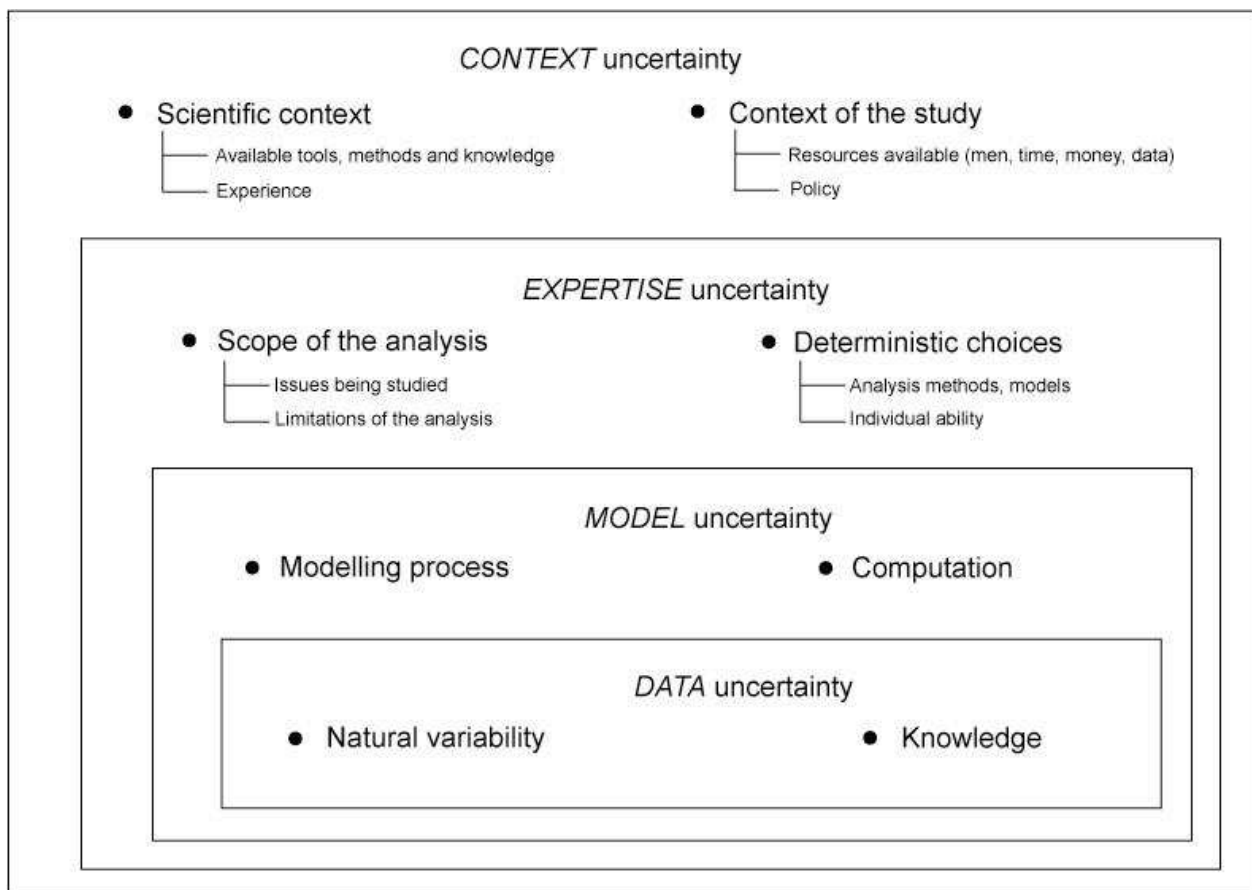 CONTEXT uncertainty
Scientific context
Context of the study
Available tools, methods and knowledge
Resources available (men, time, money, data)
Experience
Policy
EXPERTISE uncertainty
Scope of the analysis
Deterministic choices
Issues being studied
Analysis methods, models
Limitations of the analysis
Individual ability
MODEL uncertainty
Modelling process
Computation
DATA uncertainty
Natural variability
Knowledge